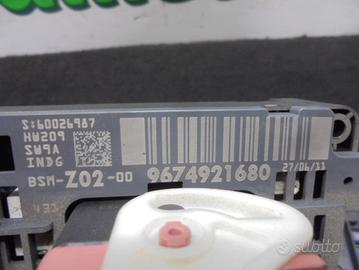 S:60026987
HW209
SW9A
INDG
27/06/11
BSM-Z02-00 9674921680
subito